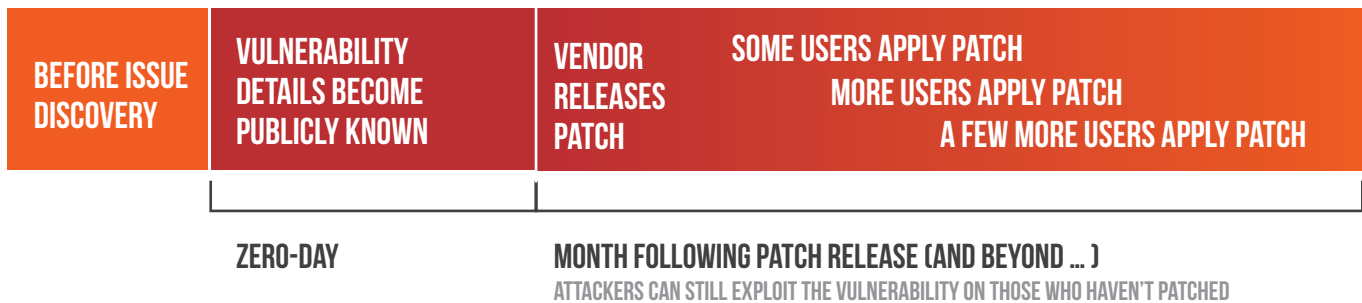 BEFORE ISSUE
DISCOVERY
VULNERABILITY
DETAILS BECOME
PUBLICLY KNOWN
VENDOR
RELEASES
PATCH
SOME USERS APPLY PATCH
MORE USERS APPLY PATCH
A FEW MORE USERS APPLY PATCH
ZERO-DAY
MONTH FOLLOWING PATCH RELEASE (AND BEYOND ... )
ATTACKERS CAN STILL EXPLOIT THE VULNERABILITY ON THOSE WHO HAVEN'T PATCHED